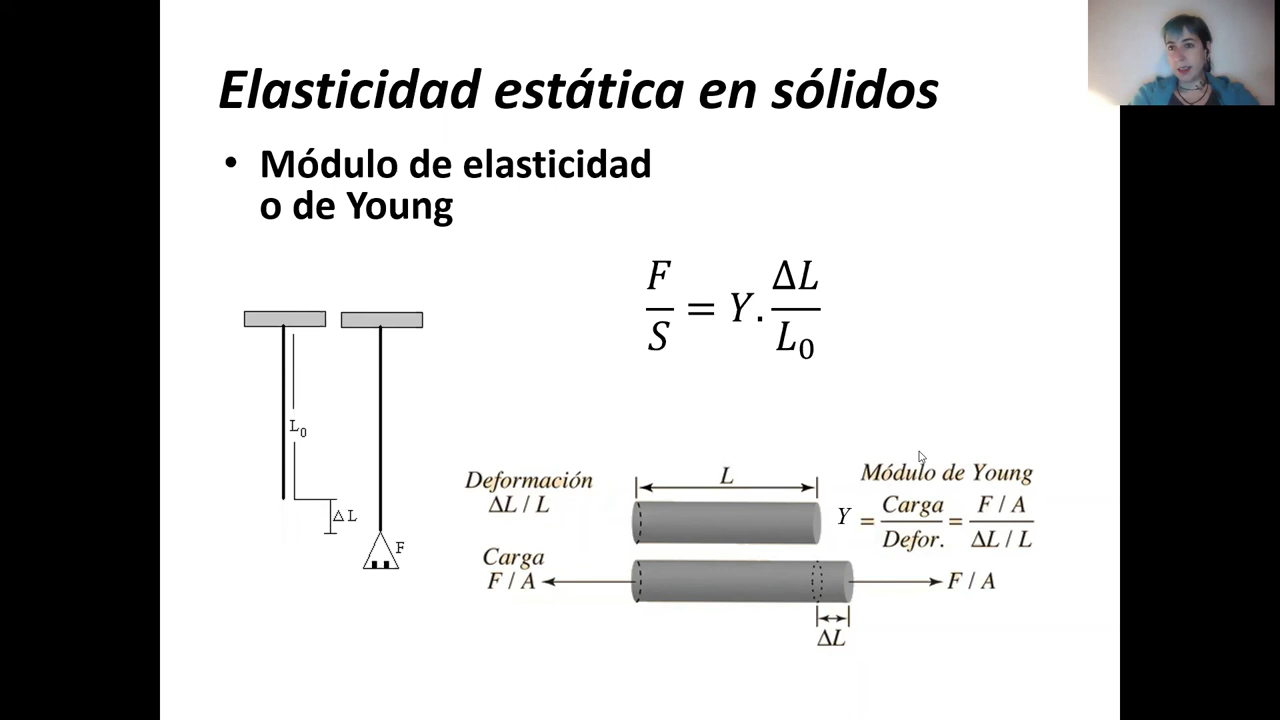 Elasticidad estática en sólidos
• Módulo de elasticidad
o de Young
F/S = Y. ΔL/L₀
L₀
ΔL
F
Deformación
ΔL / L
L
Carga
F / A
Módulo de Young
Y = Carga/Defor. = F / A / ΔL / L
F / A
ΔL